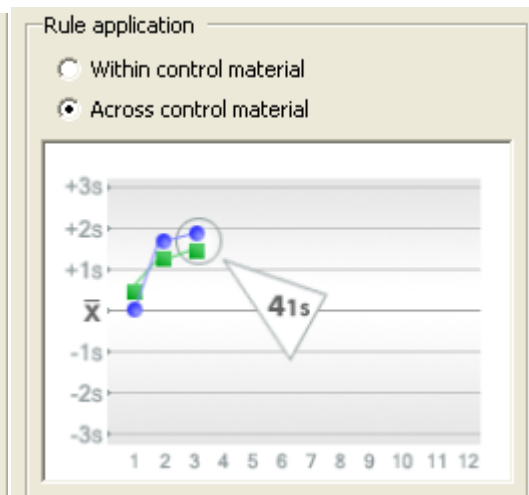 Rule application
Within control material
Across control material
+3s
+2s
+1s
4₁s
x̄
-1s
-2s
-3s
1 2 3 4 5 6 7 8 9 10 11 12